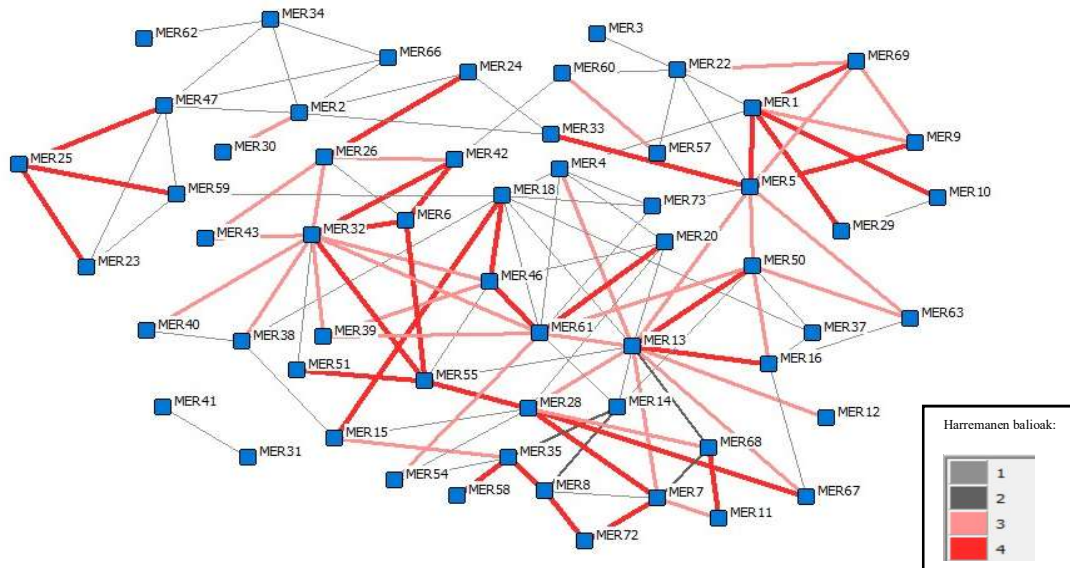 MER34
MER62
MER3
MER66
MER24
MER60
MER22
MER69
MER47
MER2
MER1
MER33
MER9
MER30
MER26
MER42
MER57
MER25
MER4
MER5
MER59
MER18
MER10
MER73
MER6
MER29
MER43
MER32
MER20
MER23
MER50
MER46
MER63
MER40
MER38
MER39
MER61
MER37
MER13
MER16
MER51
MER55
MER41
MER28
MER14
MER12
MER15
MER31
MER35
MER68
MER54
MER58
MER8
MER7
MER67
MER11
MER72
Harremanen balioak:
1
2
3
4